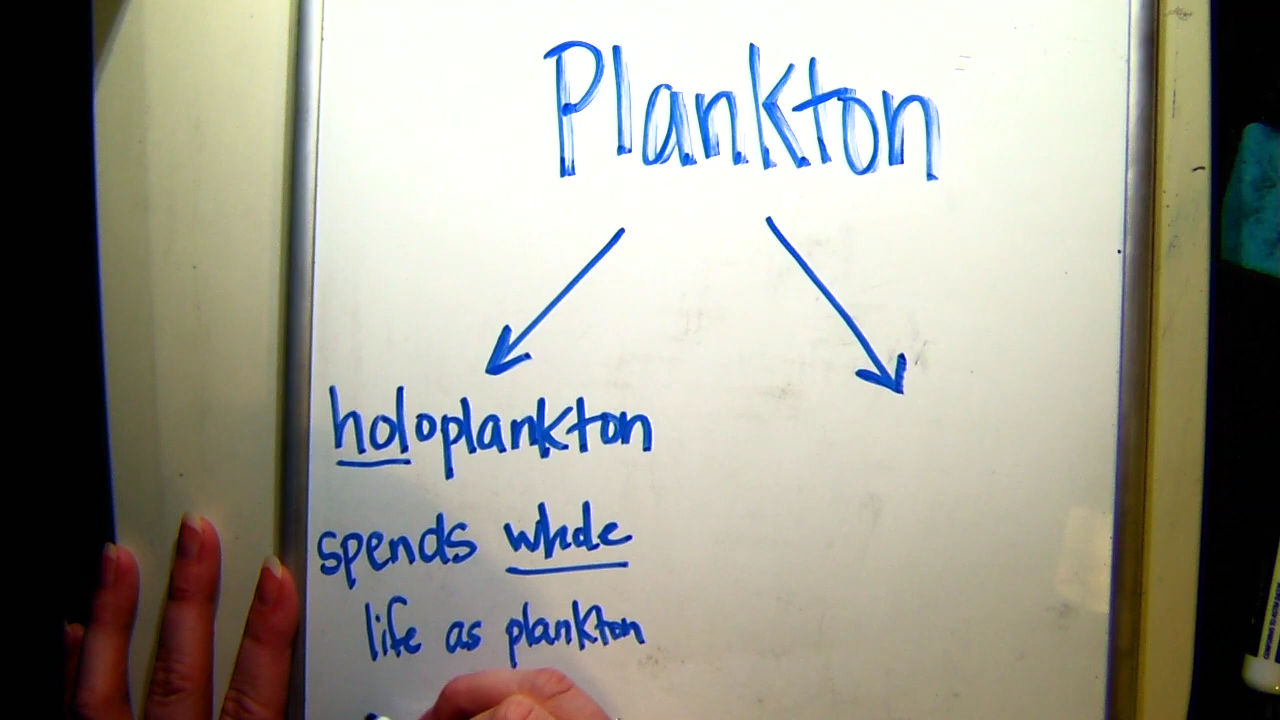 Plankton
holoplankton
spends whole
life as plankton